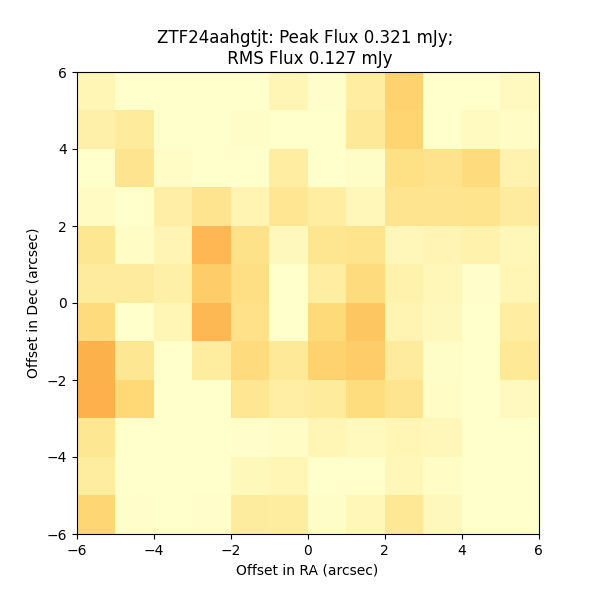 ZTF24aahgtjt: Peak Flux 0.321 mJy;
RMS Flux 0.127 mJy
6
4
2
0
−2
−4
−6
Offset in Dec (arcsec)
−6 −4 −2 0 2 4 6
Offset in RA (arcsec)